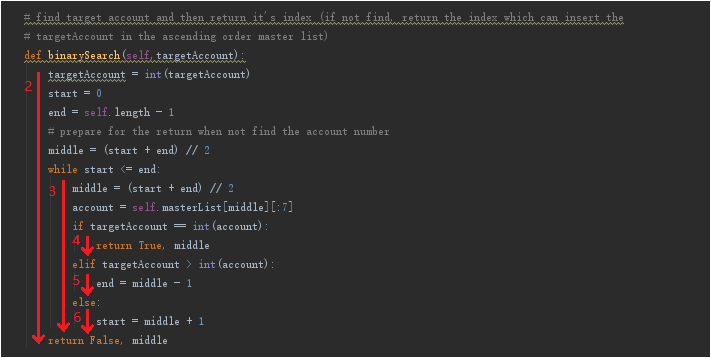 # find target account and then return it's index (if not find, return the index which can insert the
# targetAccount in the ascending order master list)
def binarySearch(self,targetAccount):
2 targetAccount = int(targetAccount)
start = 0
end = self.length - 1
# prepare for the return when not find the account number
middle = (start + end) // 2
while start <= end:
3 middle = (start + end) // 2
account = self.masterList[middle][:7]
if targetAccount == int(account):
4 return True, middle
elif targetAccount > int(account):
5 end = middle - 1
else:
6 start = middle + 1
return False, middle